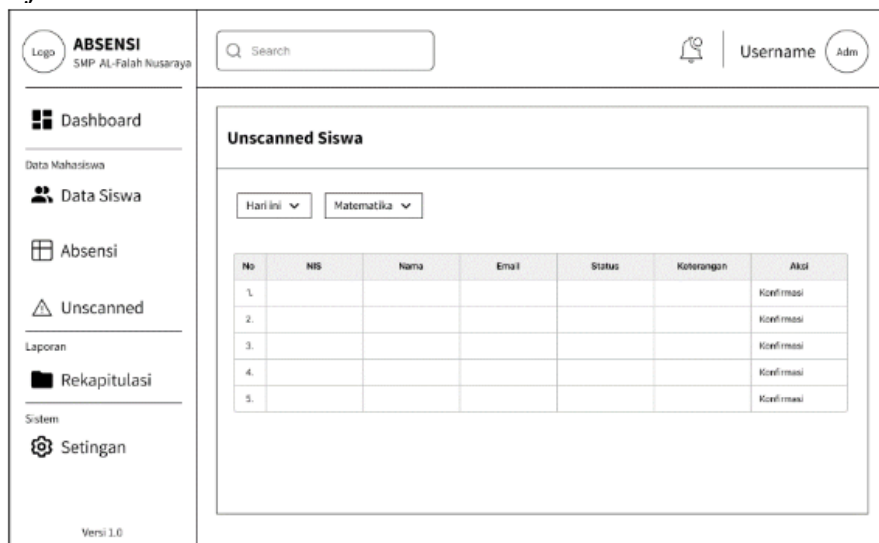 Logo
ABSENSI
SMP AL-Falah Nusaraya
Search
Username
Adm
Dashboard
Data Mahasiswa
Data Siswa
Absensi
Unscanned
Laporan
Rekapitulasi
Sistem
Setingan
Versi 1.0
Unscanned Siswa
Hari ini
Matematika
No NIS Nama Email Status Keterangan Aksi
1. Konfirmasi
2. Konfirmasi
3. Konfirmasi
4. Konfirmasi
5. Konfirmasi